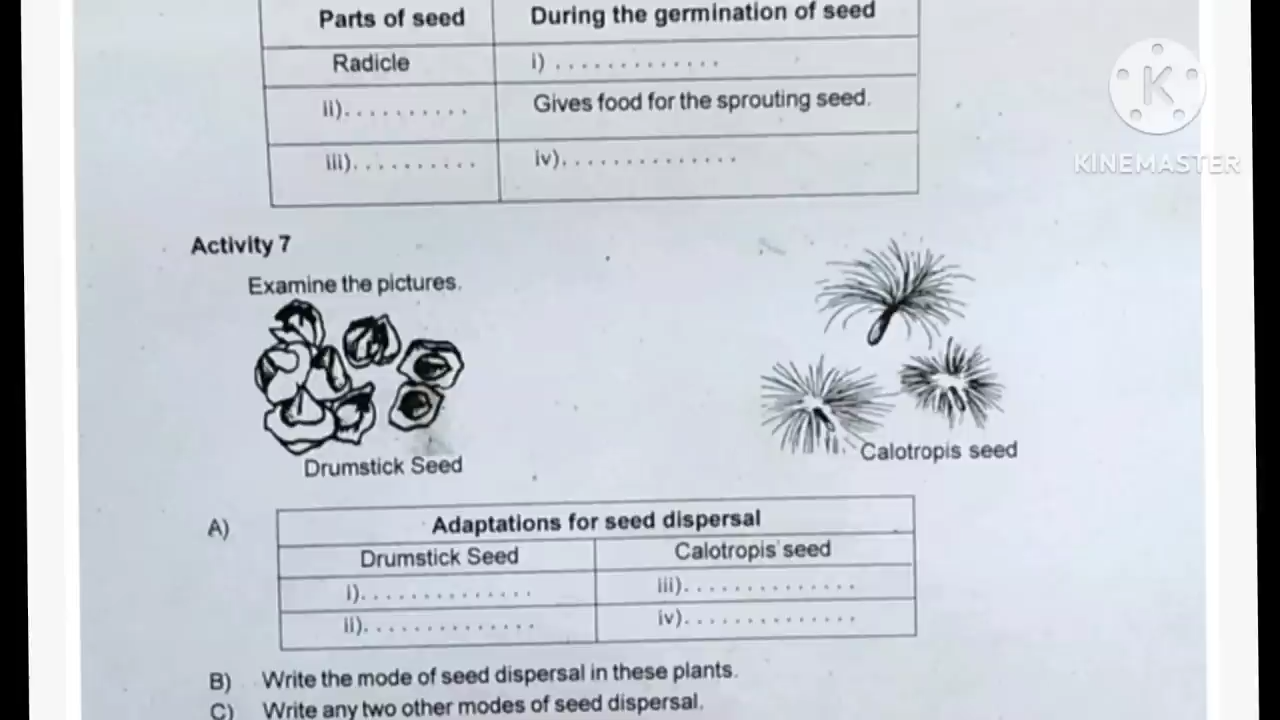 Parts of seed During the germination of seed
Radicle i) . . . . . . . . . . . . .
ii). . . . . . . . . . Gives food for the sprouting seed.
iii). . . . . . . . . . iv). . . . . . . . . . . . . .
KINEMASTER
Activity 7
Examine the pictures.
Drumstick Seed
Calotropis seed
A)
Adaptations for seed dispersal
Drumstick Seed Calotropis seed
i). . . . . . . . . . . . . . iii). . . . . . . . . . . . . .
ii). . . . . . . . . . . . . . iv). . . . . . . . . . . . . .
B) Write the mode of seed dispersal in these plants.
C) Write any two other modes of seed dispersal.